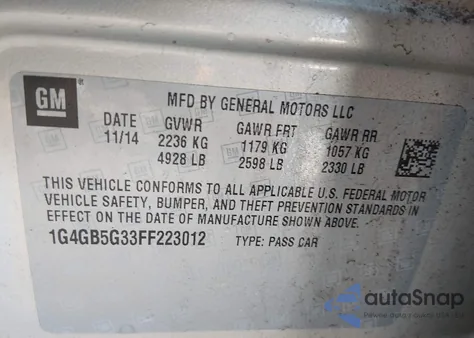 GM
MFD BY GENERAL MOTORS LLC
DATE GVWR GAWR FRT GAWR RR
11/14 2236 KG 1179 KG 1057 KG
4928 LB 2598 LB 2330 LB
THIS VEHICLE CONFORMS TO ALL APPLICABLE U.S. FEDERAL MOTOR
VEHICLE SAFETY, BUMPER, AND THEFT PREVENTION STANDARDS IN
EFFECT ON THE DATE OF MANUFACTURE SHOWN ABOVE.
1G4GB5G33FF223012 TYPE: PASS CAR
autoSnap